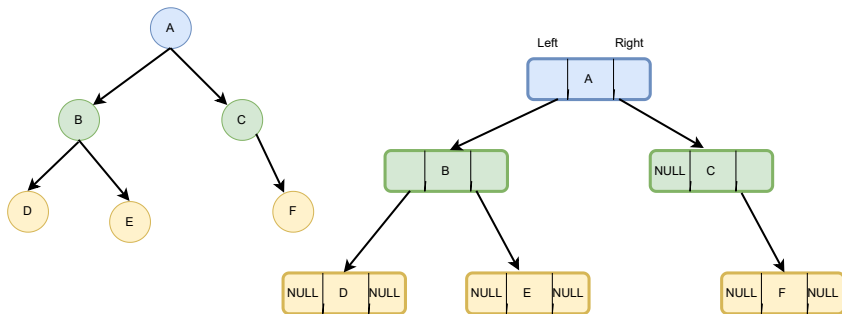 A
Left Right
A
B C
B
NULL C
D
E
F
NULL D NULL
NULL E NULL
NULL F NULL